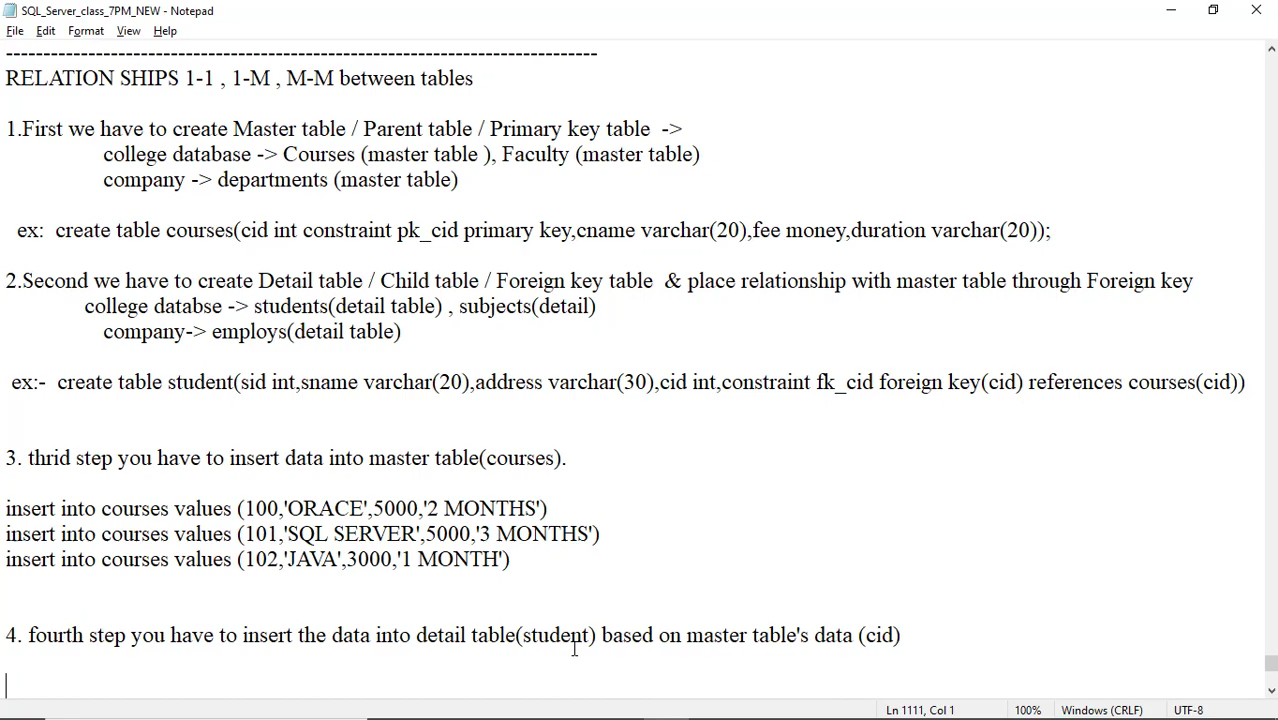 SQL_Server_class_7PM_NEW - Notepad
File Edit Format View Help
--------------------------------------------------------------------------------
RELATION SHIPS 1-1 , 1-M , M-M between tables
1.First we have to create Master table / Parent table / Primary key table ->
college database -> Courses (master table ), Faculty (master table)
company -> departments (master table)
ex: create table courses(cid int constraint pk_cid primary key,cname varchar(20),fee money,duration varchar(20));
2.Second we have to create Detail table / Child table / Foreign key table & place relationship with master table through Foreign key
college databse -> students(detail table) , subjects(detail)
company-> employs(detail table)
ex:- create table student(sid int,sname varchar(20),address varchar(30),cid int,constraint fk_cid foreign key(cid) references courses(cid))
3. thrid step you have to insert data into master table(courses).
insert into courses values (100,'ORACE',5000,'2 MONTHS')
insert into courses values (101,'SQL SERVER',5000,'3 MONTHS')
insert into courses values (102,'JAVA',3000,'1 MONTH')
4. fourth step you have to insert the data into detail table(student) based on master table's data (cid)
Ln 1111, Col 1 100% Windows (CRLF) UTF-8